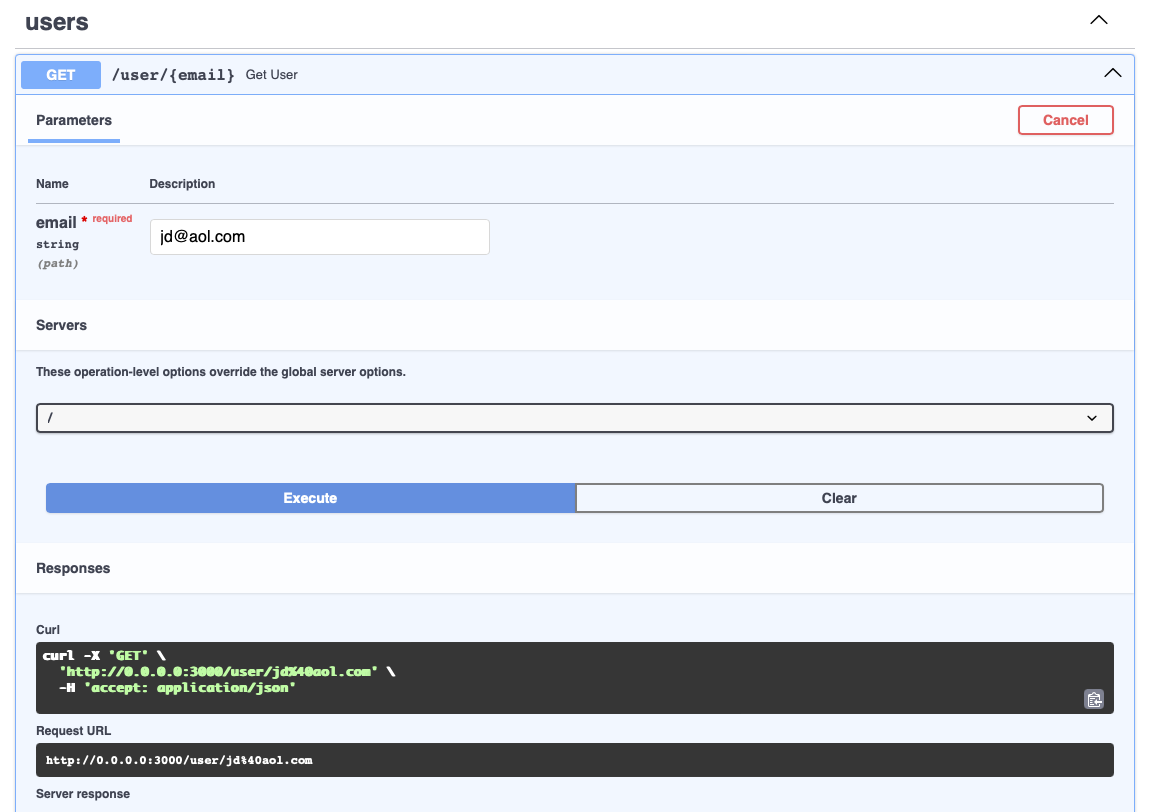 users
GET /user/{email} Get User
Parameters Cancel
Name Description
email * required
jd@aol.com
string
(path)
Servers
These operation-level options override the global server options.
/
Execute Clear
Responses
Curl
curl -X 'GET' \
'http://0.0.0.0:3000/user/jd%40aol.com' \
-H 'accept: application/json'
Request URL
http://0.0.0.0:3000/user/jd%40aol.com
Server response